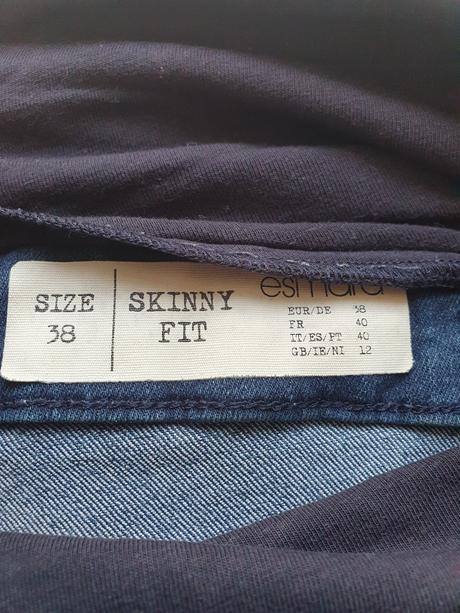 SIZE
38
SKINNY
FIT
esmara
EUR/DE 38
FR 40
IT/ES/PT 40
GB/IE/NI 12